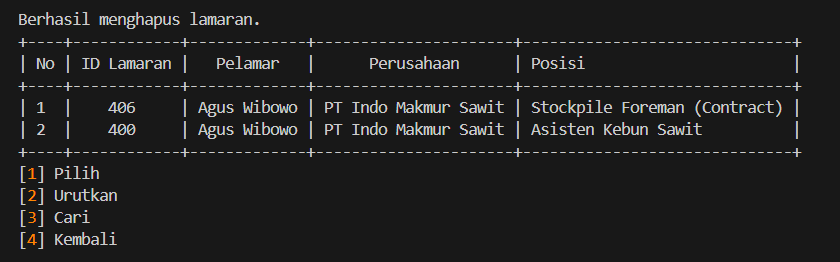 Berhasil menghapus lamaran.
+----+------------+-------------+-----------------------+-------------------------------+
| No | ID Lamaran |   Pelamar   |      Perusahaan       | Posisi                        |
+----+------------+-------------+-----------------------+-------------------------------+
| 1  |    406     | Agus Wibowo | PT Indo Makmur Sawit | Stockpile Foreman (Contract) |
| 2  |    400     | Agus Wibowo | PT Indo Makmur Sawit | Asisten Kebun Sawit          |
+----+------------+-------------+-----------------------+-------------------------------+
[1] Pilih
[2] Urutkan
[3] Cari
[4] Kembali